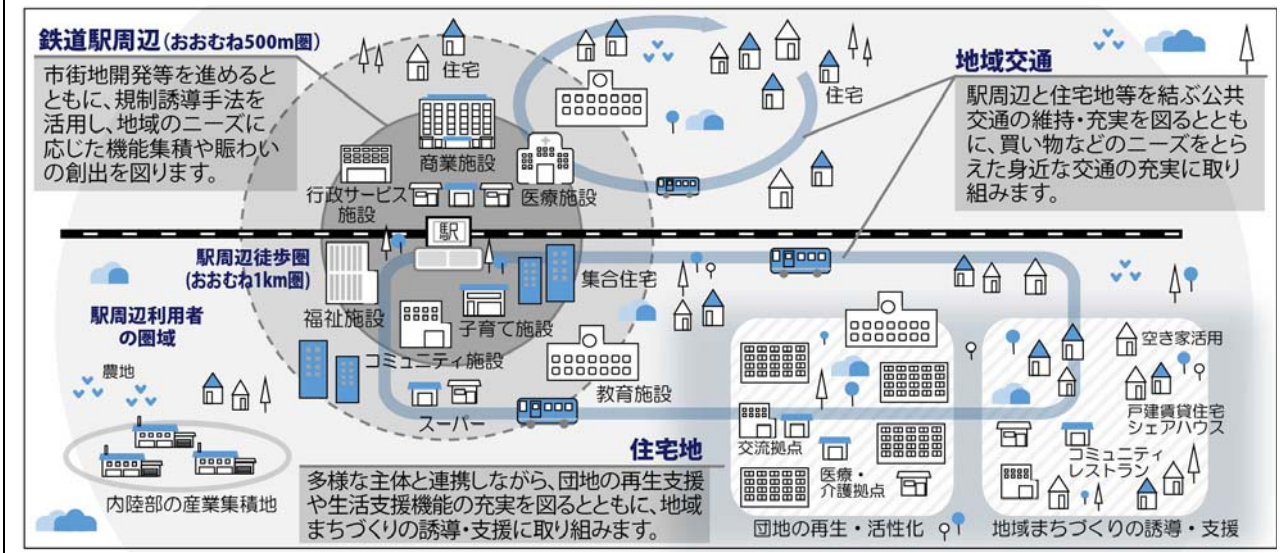 鉄道駅周辺(おおむね500m圏)
市街地開発等を進めるとともに、規制誘導手法を
活用し、地域のニーズに
応じた機能集積や賑わい
の創出を図ります。
住宅
商業施設
行政サービス
施設
医療施設
駅
駅周辺徒歩圏
(おおむね1km圏)
福祉施設
子育て施設
集合住宅
コミュニティ施設
教育施設
スーパー
駅周辺利用者
の圏域
農地
内陸部の産業集積地
住宅
地域交通
駅周辺と住宅地等を結ぶ公共
交通の維持・充実を図るととも
に、買い物などのニーズをとら
えた身近な交通の充実に取り
組みます。
住宅地
多様な主体と連携しながら、団地の再生支援
や生活支援機能の充実を図るとともに、地域
まちづくりの誘導・支援に取り組みます。
交流拠点
医療・
介護拠点
団地の再生・活性化
空き家活用
戸建賃貸住宅
シェアハウス
コミュニティ
レストラン
地域まちづくりの誘導・支援